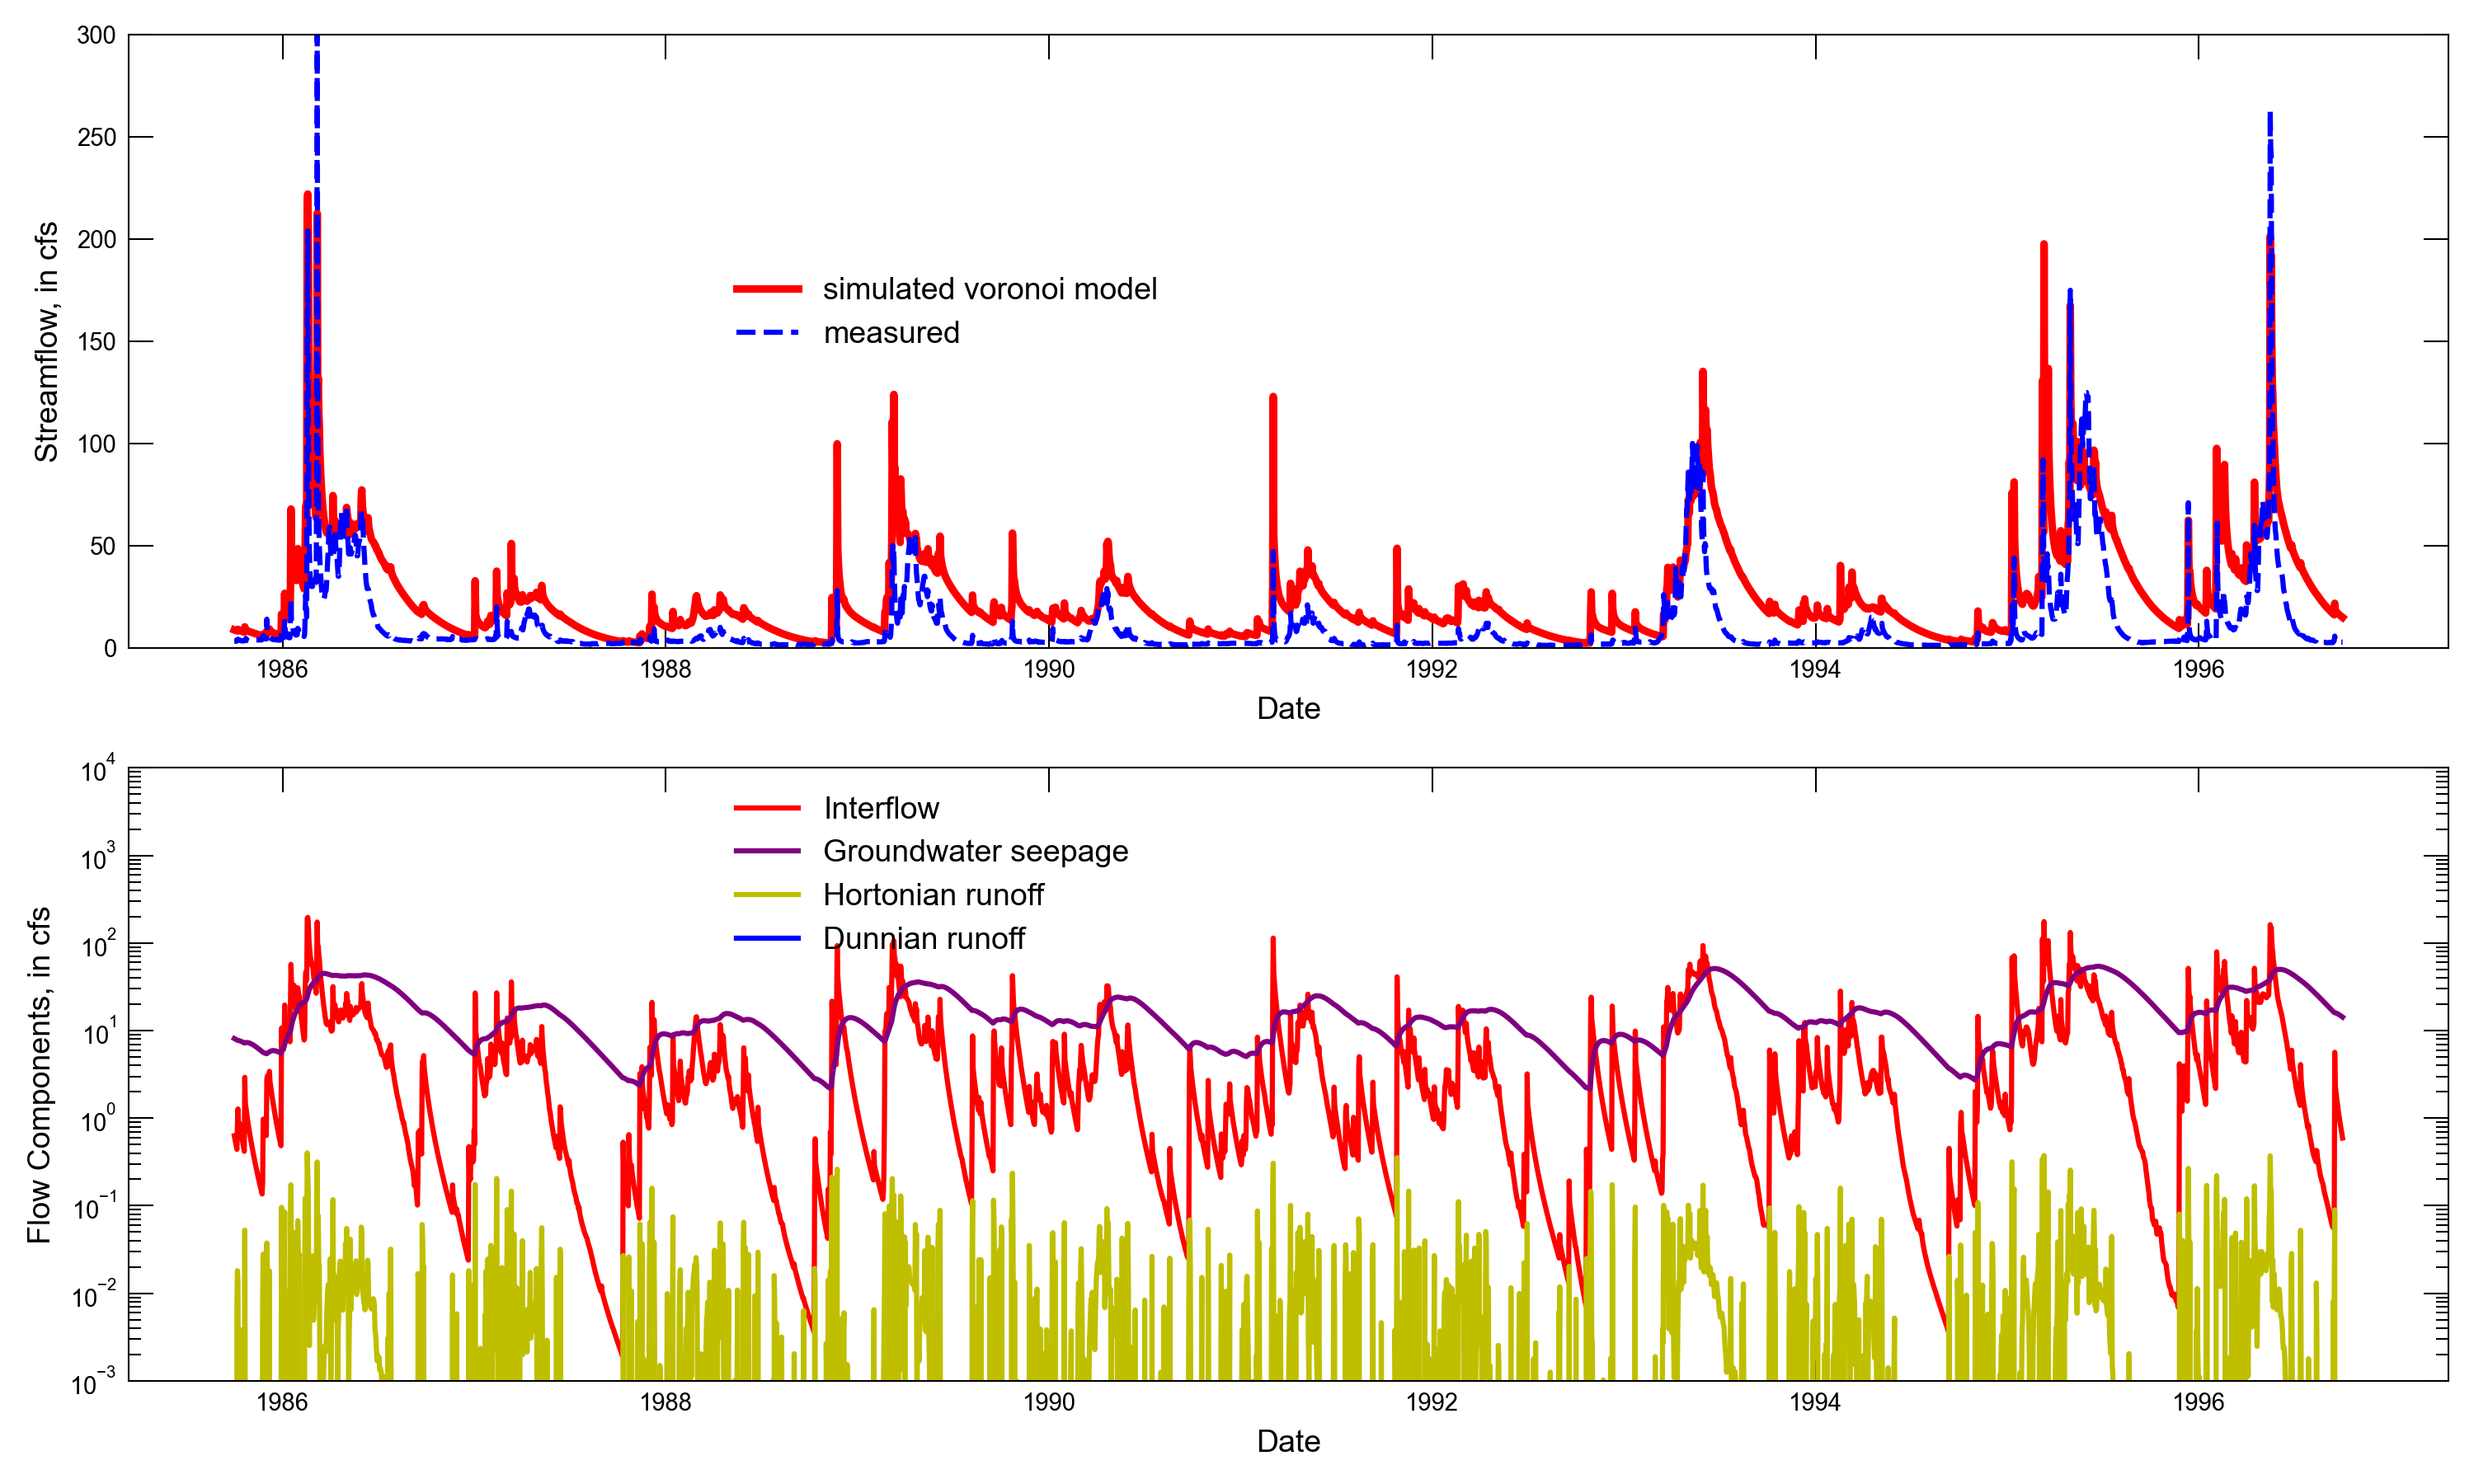 300
250
200
150
100
50
0
Streamflow, in cfs
simulated voronoi model
measured
1986 1988 1990 1992 1994 1996
Date
10^4
10^3
10^2
10^1
10^0
10^−1
10^−2
10^−3
Flow Components, in cfs
Interflow
Groundwater seepage
Hortonian runoff
Dunnian runoff
1986 1988 1990 1992 1994 1996
Date